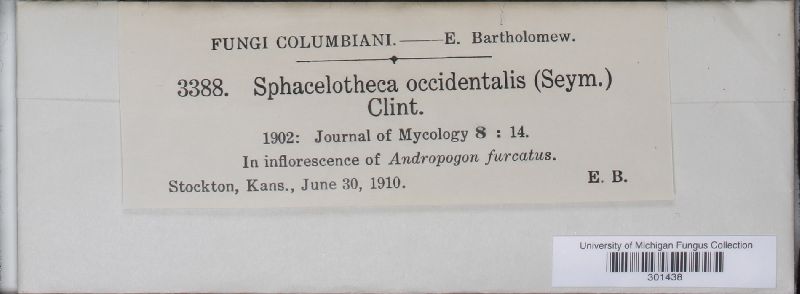 FUNGI COLUMBIANI.——E. Bartholomew.
3388. Sphacelotheca occidentalis (Seym.)
Clint.
1902: Journal of Mycology 8 : 14.
In inflorescence of Andropogon furcatus.
Stockton, Kans., June 30, 1910. E. B.
University of Michigan Fungus Collection
301438